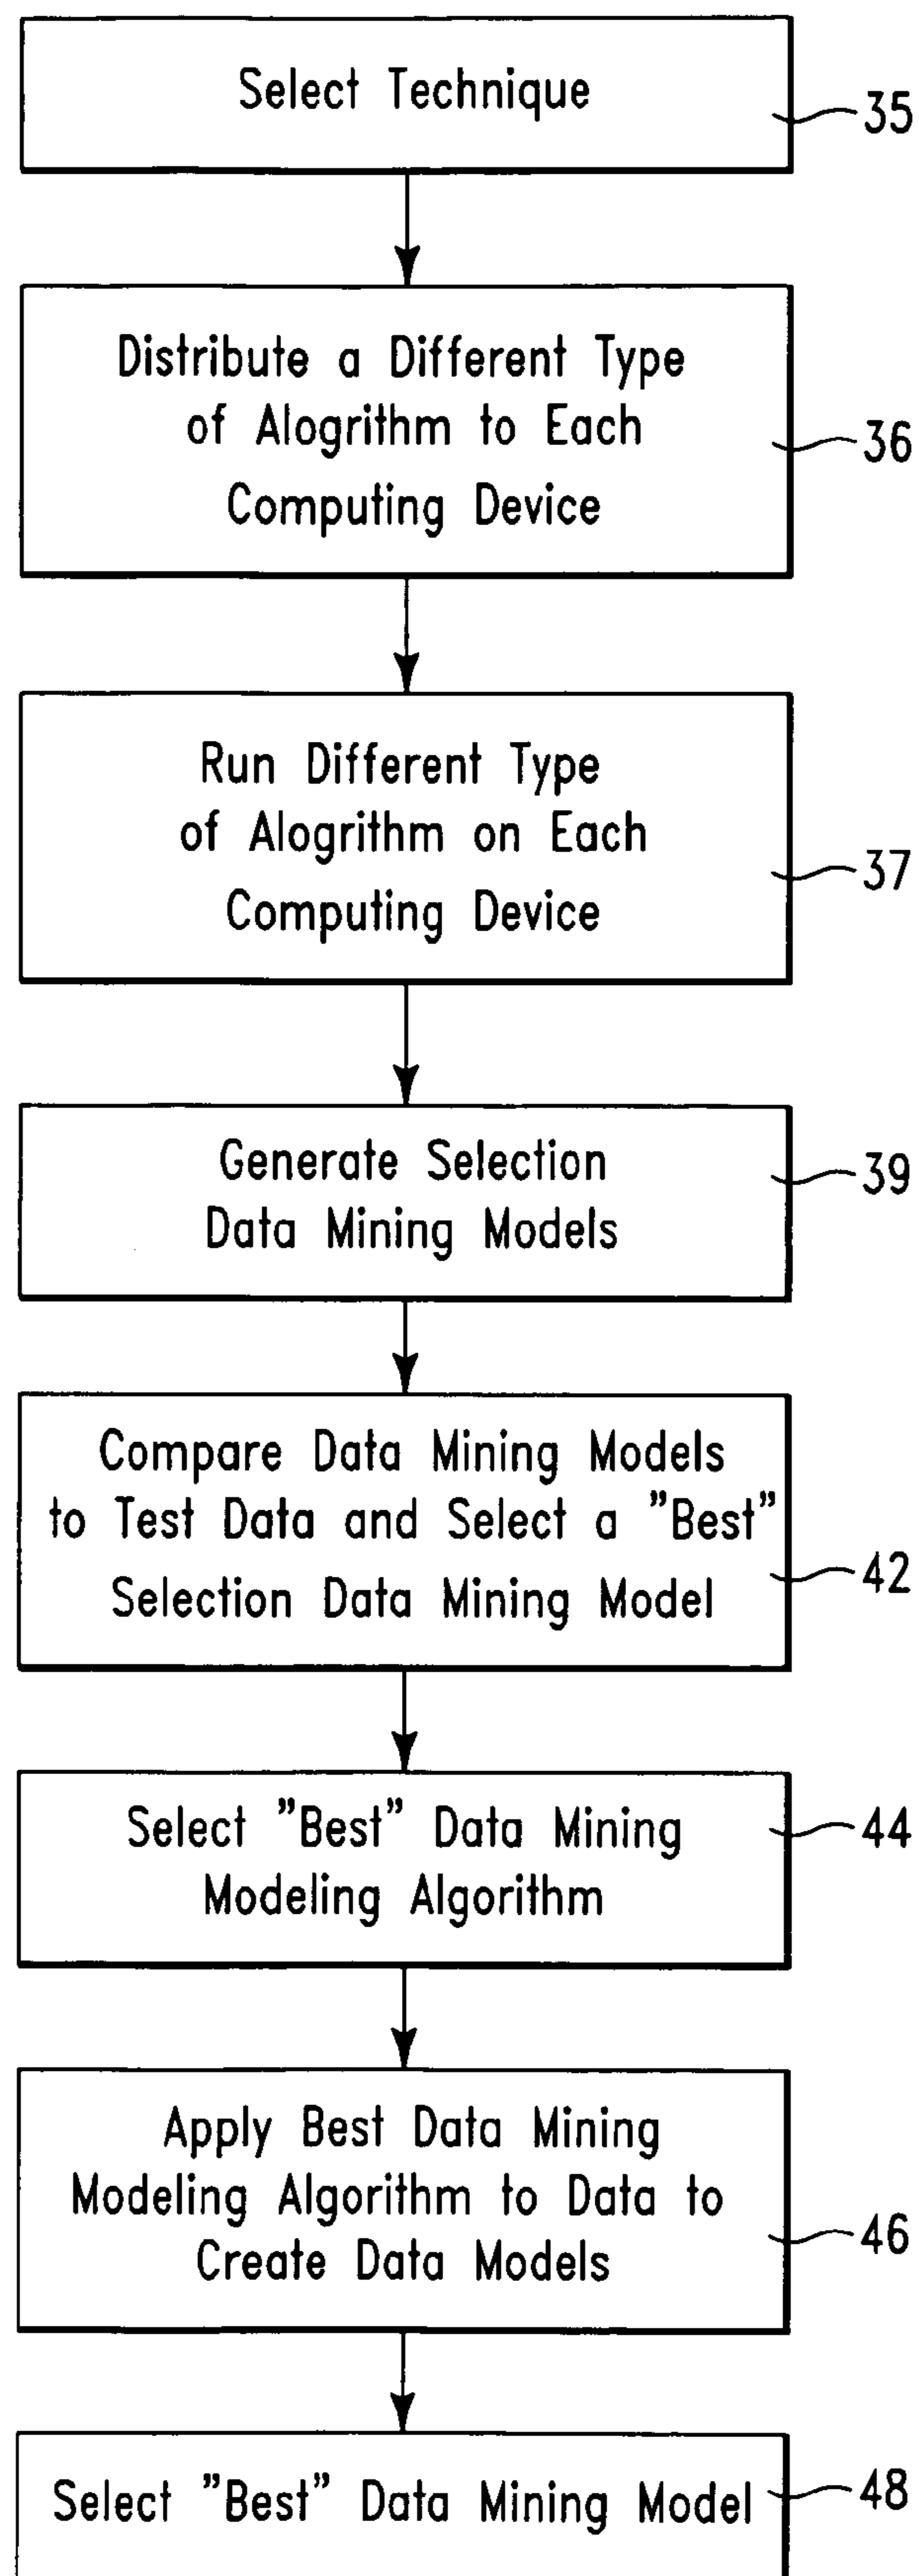 Select Technique
35
Distribute a Different Type
of Alogrithm to Each
Computing Device
36
Run Different Type
of Alogrithm on Each
Computing Device
37
Generate Selection
Data Mining Models
39
Compare Data Mining Models
to Test Data and Select a ”Best”
Selection Data Mining Model
42
Select ”Best” Data Mining
Modeling Algorithm
44
Apply Best Data Mining
Modeling Algorithm to Data to
Create Data Models
46
Select ”Best” Data Mining Model
48